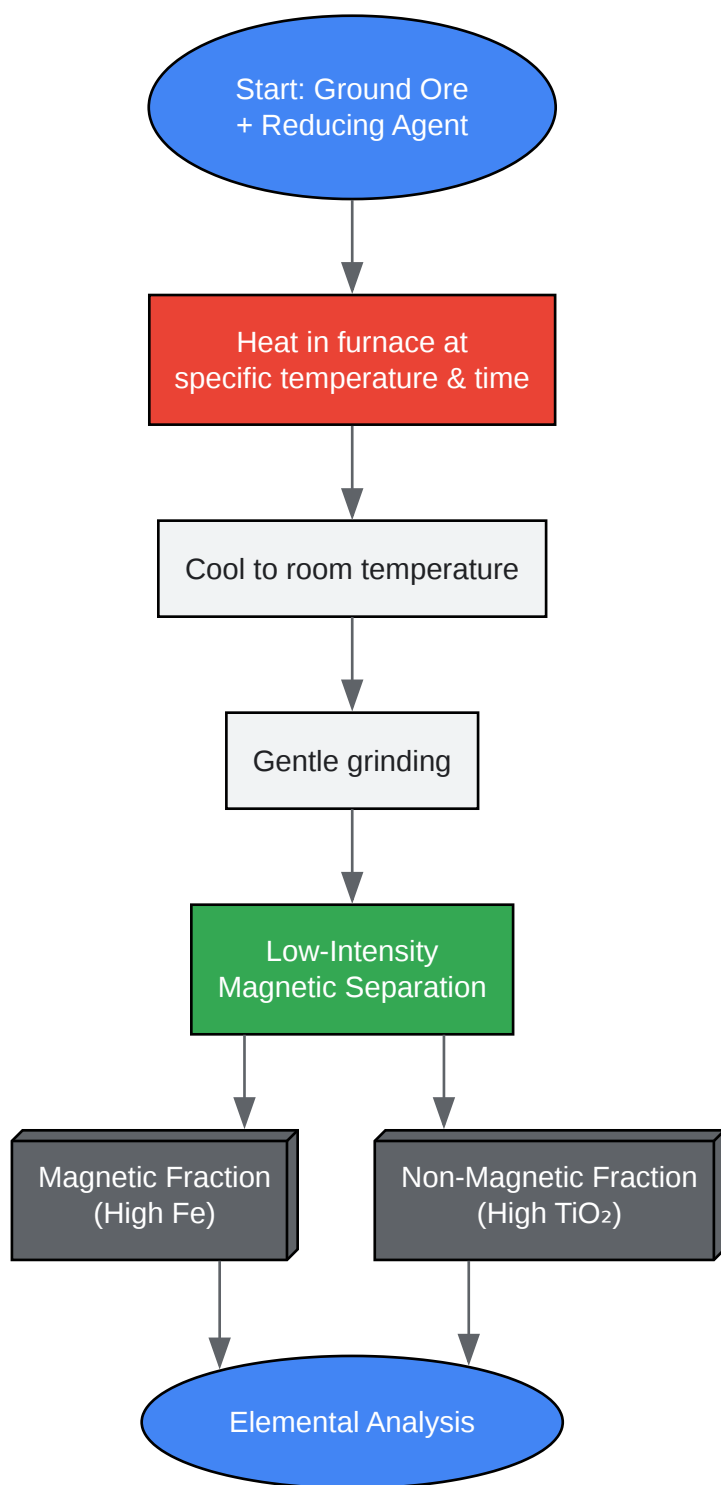 Start: Ground Ore
+ Reducing Agent
Heat in furnace at
specific temperature & time
Cool to room temperature
Gentle grinding
Low-Intensity
Magnetic Separation
Magnetic Fraction
(High Fe)
Non-Magnetic Fraction
(High TiO₂)
Elemental Analysis